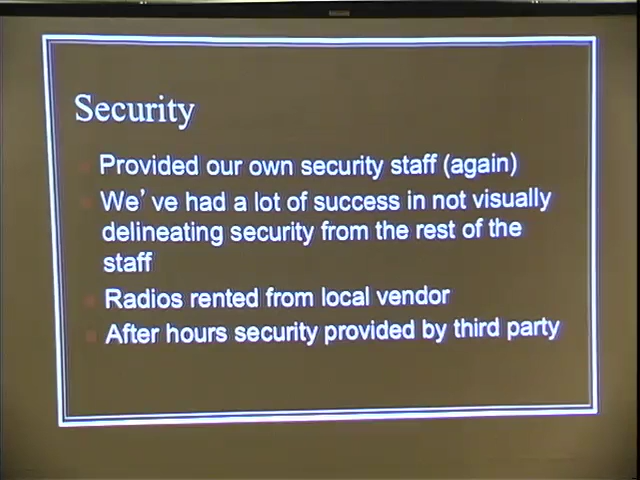 Security
Provided our own security staff (again)
We've had a lot of success in not visually
delineating security from the rest of the
staff
Radios rented from local vendor
After hours security provided by third party